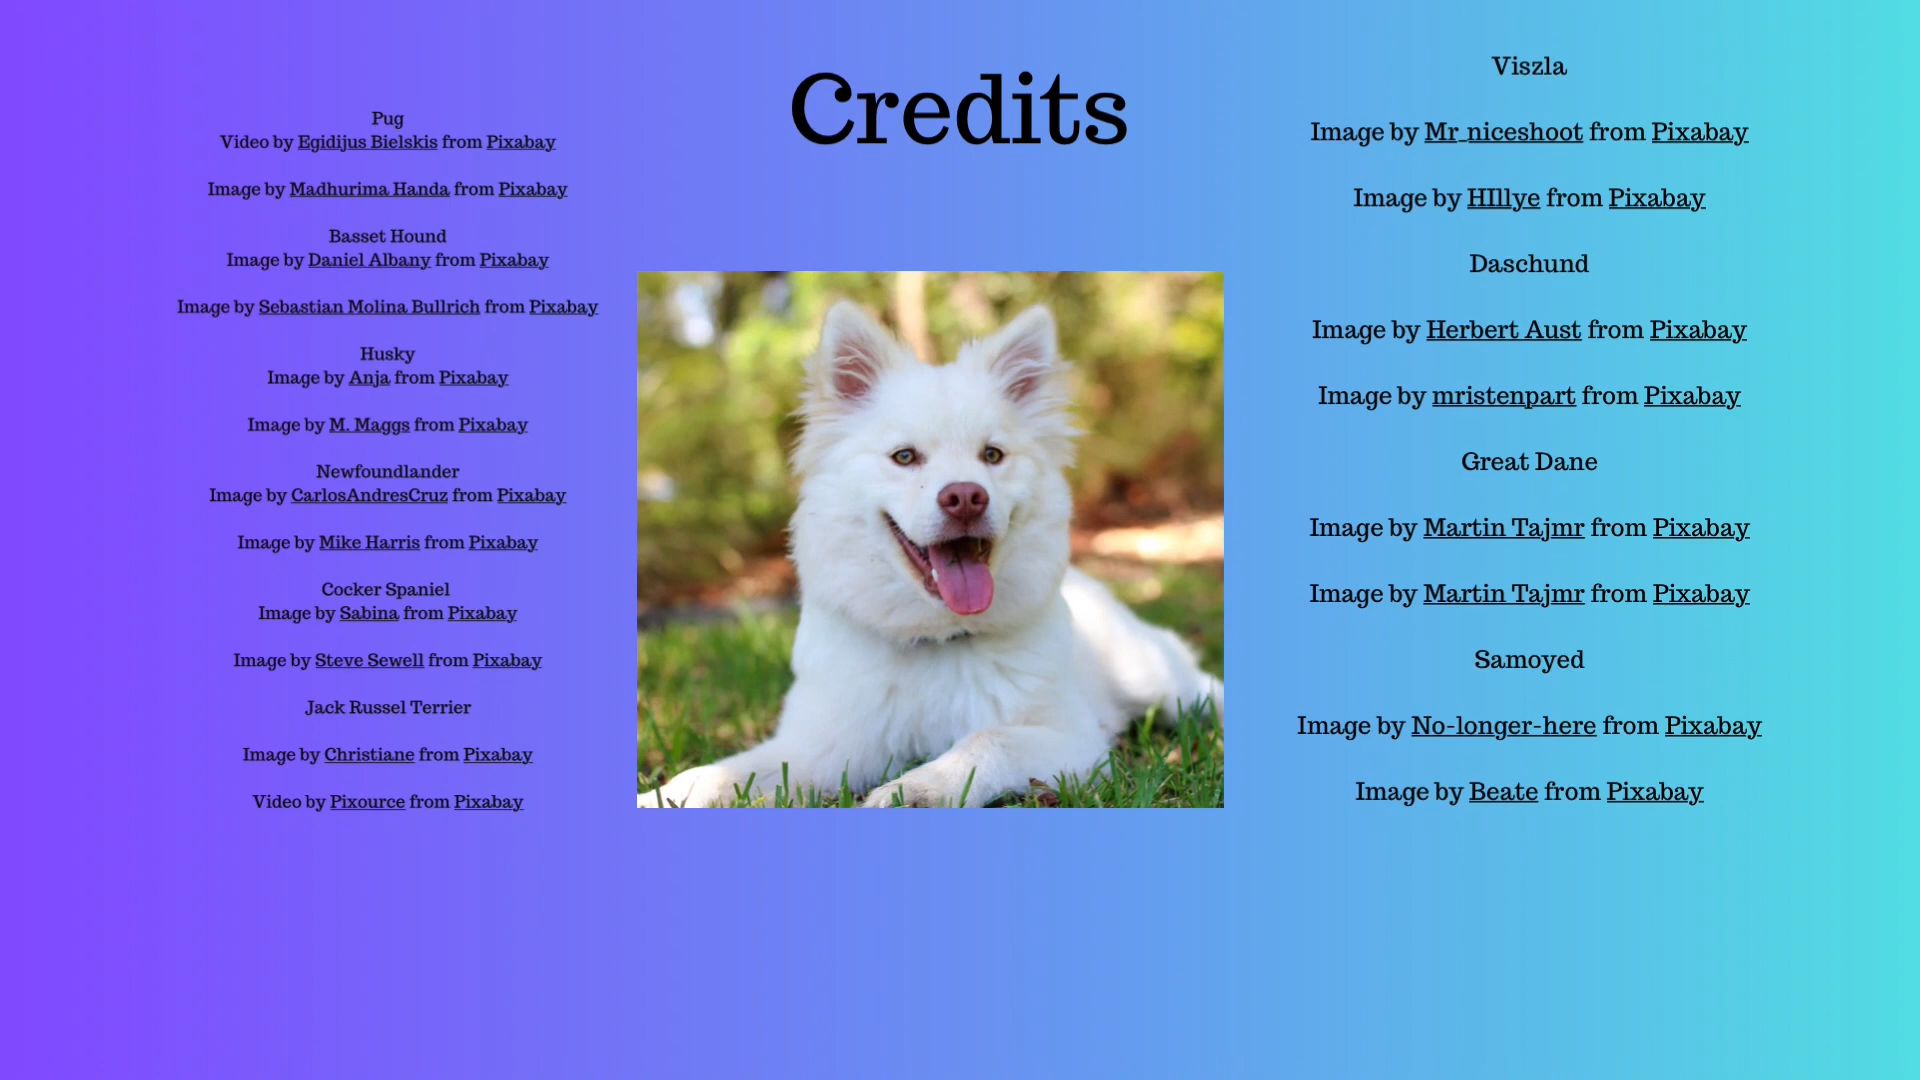 Credits
Pug
Video by Egidijus Bielskis from Pixabay
Image by Madhurima Handa from Pixabay
Basset Hound
Image by Daniel Albany from Pixabay
Image by Sebastian Molina Bullrich from Pixabay
Husky
Image by Anja from Pixabay
Image by M. Maggs from Pixabay
Newfoundlander
Image by CarlosAndresCruz from Pixabay
Image by Mike Harris from Pixabay
Cocker Spaniel
Image by Sabina from Pixabay
Image by Steve Sewell from Pixabay
Jack Russel Terrier
Image by Christiane from Pixabay
Video by Pixource from Pixabay
Viszla
Image by Mr_niceshoot from Pixabay
Image by HIllye from Pixabay
Daschund
Image by Herbert Aust from Pixabay
Image by mristenpart from Pixabay
Great Dane
Image by Martin Tajmr from Pixabay
Image by Martin Tajmr from Pixabay
Samoyed
Image by No-longer-here from Pixabay
Image by Beate from Pixabay